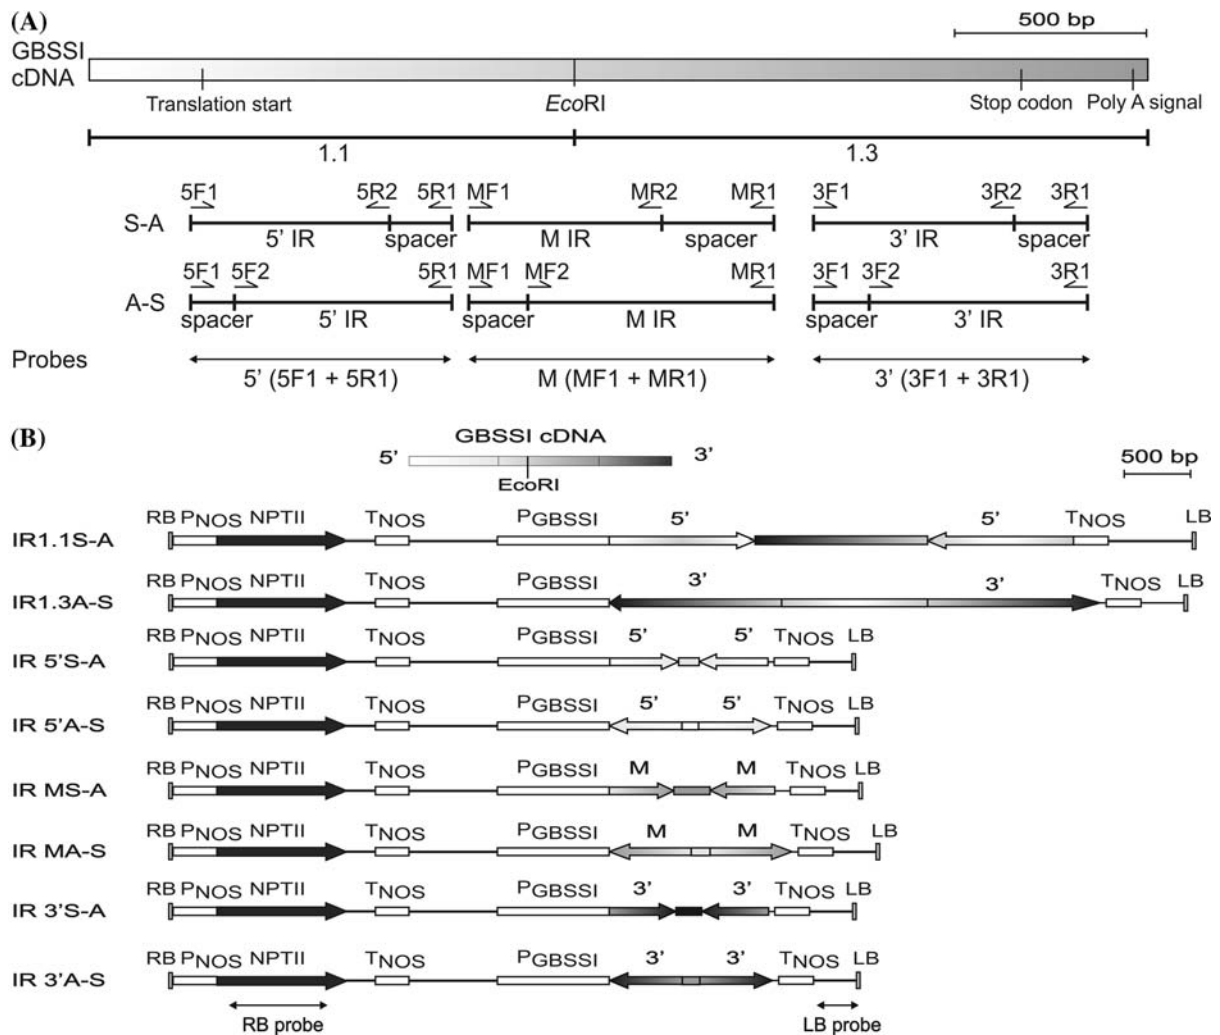 (A)
500 bp
GBSSI
cDNA
Translation start
EcoRI
Stop codon
Poly A signal
1.1
1.3
5F1 5R2 5R1 MF1 MR2 MR1 3F1 3R2 3R1
S-A
5' IR spacer M IR spacer 3' IR spacer
5F1 5F2 5R1 MF1 MF2 MR1 3F1 3F2 3R1
A-S
spacer 5' IR spacer M IR spacer 3' IR
Probes
5' (5F1 + 5R1) M (MF1 + MR1) 3' (3F1 + 3R1)
(B)
GBSSI cDNA
5' 3'
EcoRI
500 bp
RB PNOS NPTII TNOS PGBSSI 5' 5' TNOS LB
IR1.1S-A
RB PNOS NPTII TNOS PGBSSI 3' 3' TNOS LB
IR1.3A-S
RB PNOS NPTII TNOS PGBSSI 5' 5' TNOS LB
IR 5'S-A
RB PNOS NPTII TNOS PGBSSI 5' 5' TNOS LB
IR 5'A-S
RB PNOS NPTII TNOS PGBSSI M M TNOS LB
IR MS-A
RB PNOS NPTII TNOS PGBSSI M M TNOS LB
IR MA-S
RB PNOS NPTII TNOS PGBSSI 3' 3' TNOS LB
IR 3'S-A
RB PNOS NPTII TNOS PGBSSI 3' 3' TNOS LB
IR 3'A-S
RB probe
LB probe